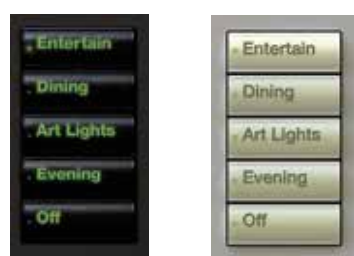 Entertain
Dining
Art Lights
Evening
Off
Entertain
Dining
Art Lights
Evening
Off